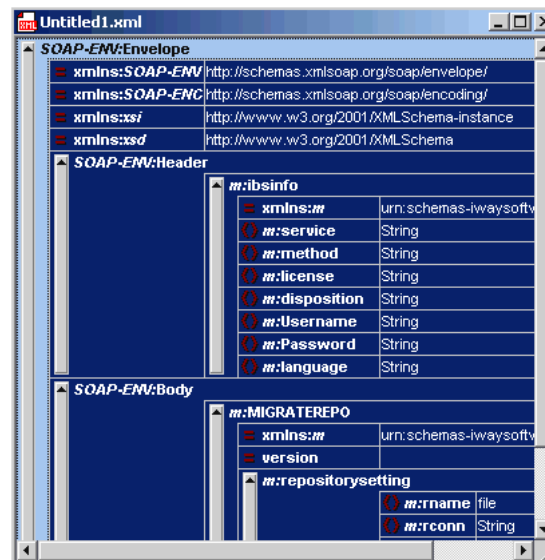 Untitled1.xml
SOAP-ENV:Envelope
= xmlns:SOAP-ENV http://schemas.xmlsoap.org/soap/envelope/
= xmlns:SOAP-ENC http://schemas.xmlsoap.org/soap/encoding/
= xmlns:xsi http://www.w3.org/2001/XMLSchema-instance
= xmlns:xsd http://www.w3.org/2001/XMLSchema
SOAP-ENV:Header
m:ibsinfo
= xmlns:m urn:schemas-iwaysoftw
() m:service String
() m:method String
() m:license String
() m:disposition String
() m:Username String
() m:Password String
() m:language String
SOAP-ENV:Body
m:MIGRATEREPO
= xmlns:m urn:schemas-iwaysoftw
= version
m:repositorysetting
() m:rname file
() m:rconn String